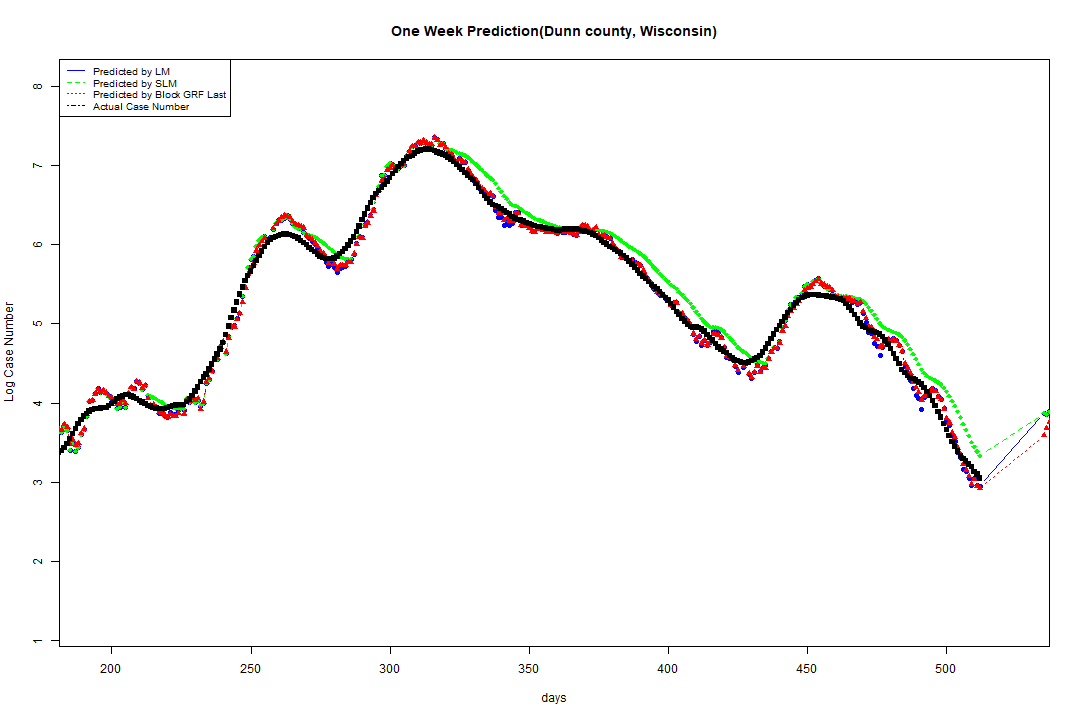 One Week Prediction(Dunn county, Wisconsin)
Predicted by LM
Predicted by SLM
Predicted by Block GRF Last
Actual Case Number
Log Case Number
8
7
6
5
4
3
2
1
200 250 300 350 400 450 500
days